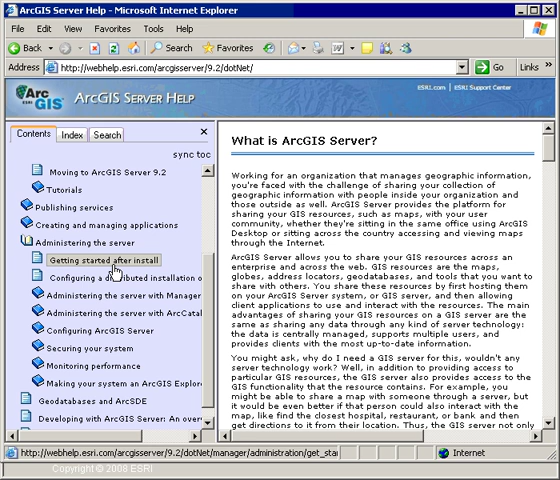 ArcGIS Server Help - Microsoft Internet Explorer
File Edit View Favorites Tools Help
Back Search Favorites
Address http://webhelp.esri.com/arcgisserver/9.2/dotNet/ Go Links »
ArcGIS ArcGIS Server Help ESRI.com | ESRI Support Center
Contents Index Search
sync toc
Moving to ArcGIS Server 9.2
Tutorials
Publishing services
Creating and managing applications
Administering the server
Getting started after install
Configuring a distributed installation o
Administering the server with Manager
Administering the server with ArcCatal
Configuring ArcGIS Server
Securing your system
Monitoring performance
Making your system an ArcGIS Explore
Geodatabases and ArcSDE
Developing with ArcGIS Server: An over
What is ArcGIS Server?
Working for an organization that manages geographic information,
you're faced with the challenge of sharing your collection of
geographic information with people inside your organization and
those outside as well. ArcGIS Server provides the platform for
sharing your GIS resources, such as maps, with your user
community, whether they're sitting in the same office using ArcGIS
Desktop or sitting across the country accessing and viewing maps
through the Internet.
ArcGIS Server allows you to share your GIS resources across an
enterprise and across the web. GIS resources are the maps,
globes, address locators, geodatabases, and tools that you want to
share with others. You share these resources by first hosting them
on your ArcGIS Server system, or GIS server, and then allowing
client applications to use and interact with the resources. The main
advantages of sharing your GIS resources on a GIS server are the
same as sharing any data through any kind of server technology:
the data is centrally managed, supports multiple users, and
provides clients with the most up-to-date information.
You might ask, why do I need a GIS server for this, wouldn't any
server technology work? Well, in addition to providing access to
particular GIS resources, the GIS server also provides access to the
GIS functionality that the resource contains. For example, you
might be able to share a map with someone through a server, but
it would be even better if that person could also interact with the
map, like find the closest hospital, restaurant, or bank and then
get directions to it from their location. Thus, the GIS server not only
http://webhelp.esri.com/arcgisserver/9.2/dotNet/manager/administration/get_sta Internet
Copyright © 2008 ESRI